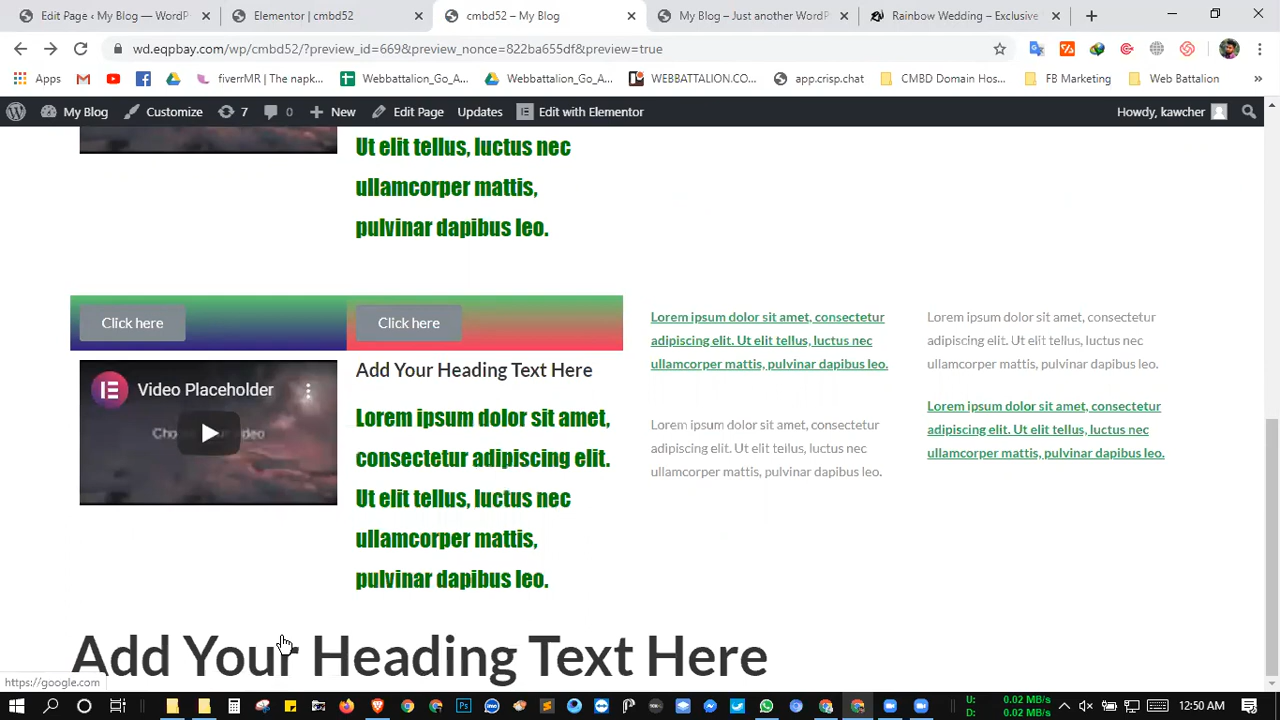 Edit Page ‹ My Blog — WordP
Elementor | cmbd52
cmbd52 – My Blog
My Blog – Just another WordP
Rainbow Wedding – Exclusive
wd.eqpbay.com/wp/cmbd52/?preview_id=669&preview_nonce=822ba655df&preview=true
Apps
fiverrMR | The napk...
Webbattalion_Go_A...
Webbattalion_Go_A...
WEBBATTALION.CO...
app.crisp.chat
CMBD Domain Hos...
FB Marketing
Web Battalion
»
My Blog
Customize
7
0
New
Edit Page
Updates
Edit with Elementor
Howdy, kawcher
Ut elit tellus, luctus nec
ullamcorper mattis,
pulvinar dapibus leo.
Click here
Click here
Video Placeholder
Add Your Heading Text Here
Lorem ipsum dolor sit amet,
consectetur adipiscing elit.
Ut elit tellus, luctus nec
ullamcorper mattis,
pulvinar dapibus leo.
Lorem ipsum dolor sit amet, consectetur
adipiscing elit. Ut elit tellus, luctus nec
ullamcorper mattis, pulvinar dapibus leo.
Lorem ipsum dolor sit amet, consectetur
adipiscing elit. Ut elit tellus, luctus nec
ullamcorper mattis, pulvinar dapibus leo.
Lorem ipsum dolor sit amet, consectetur
adipiscing elit. Ut elit tellus, luctus nec
ullamcorper mattis, pulvinar dapibus leo.
Lorem ipsum dolor sit amet, consectetur
adipiscing elit. Ut elit tellus, luctus nec
ullamcorper mattis, pulvinar dapibus leo.
Add Your Heading Text Here
https://google.com
U: 0.02 MB/s
D: 0.02 MB/s
12:50 AM